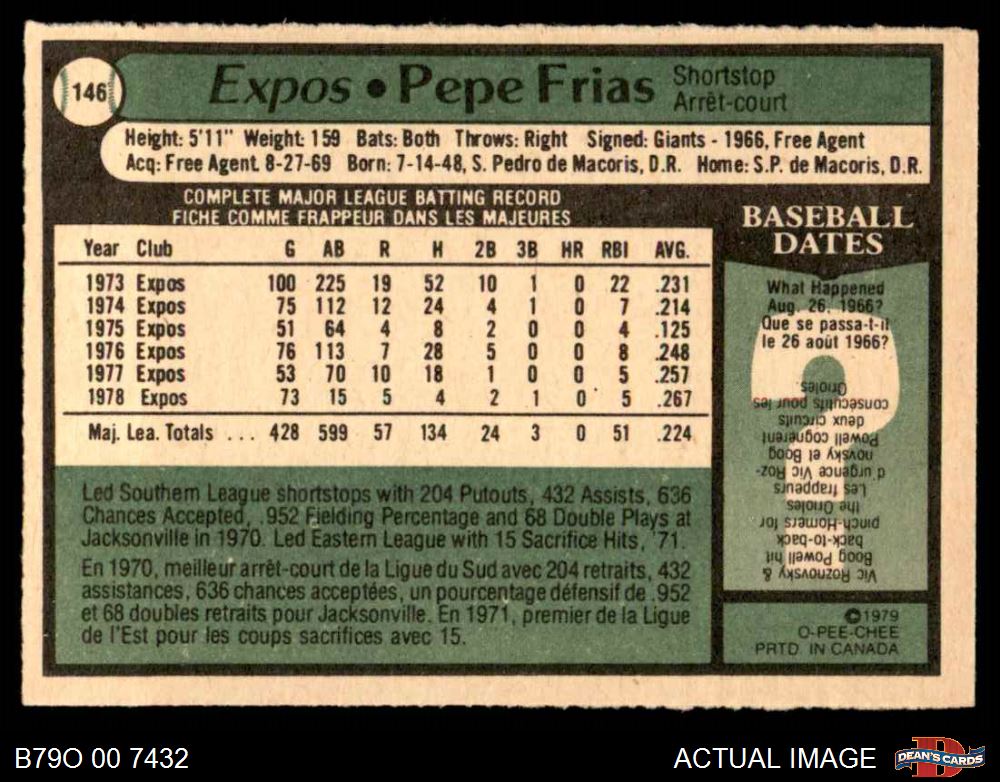 146
Expos • Pepe Frias
Shortstop
Arrêt-court
Height: 5'11" Weight: 159 Bats: Both Throws: Right Signed: Giants - 1966, Free Agent
Acq: Free Agent. 8-27-69 Born: 7-14-48, S. Pedro de Macoris, D.R. Home: S.P. de Macoris, D.R.
COMPLETE MAJOR LEAGUE BATTING RECORD
FICHE COMME FRAPPEUR DANS LES MAJEURES
Year Club G AB R H 2B 3B HR RBI AVG.
1973 Expos 100 225 19 52 10 1 0 22 .231
1974 Expos 75 112 12 24 4 1 0 7 .214
1975 Expos 51 64 4 8 2 0 0 4 .125
1976 Expos 76 113 7 28 5 0 0 8 .248
1977 Expos 53 70 10 18 1 0 0 5 .257
1978 Expos 73 15 5 4 2 1 0 5 .267
Maj. Lea. Totals ... 428 599 57 134 24 3 0 51 .224
Led Southern League shortstops with 204 Putouts, 432 Assists, 636
Chances Accepted, .952 Fielding Percentage and 68 Double Plays at
Jacksonville in 1970. Led Eastern League with 15 Sacrifice Hits, '71.
En 1970, meilleur arrêt-court de la Ligue du Sud avec 204 retraits, 432
assistances, 636 chances acceptées, un pourcentage défensif de .952
et 68 doubles retraits pour Jacksonville. En 1971, premier de la Ligue
de l'Est pour les coups sacrifices avec 15.
BASEBALL
DATES
What Happened
Aug. 26, 1966?
Que se passa-t-il
le 26 août 1966?
Vic Roznovsky &
Boog Powell hit
back-to-back
pinch-Homers for
the Orioles
Les frappeurs
d'urgence Vic Roz-
novsky et Boog
Powell cognèrent
deux circuits
consécutifs pour les
Orioles.
©1979
O-PEE-CHEE
PRTD. IN CANADA
B79O 00 7432
ACTUAL IMAGE
DEAN'S CARDS